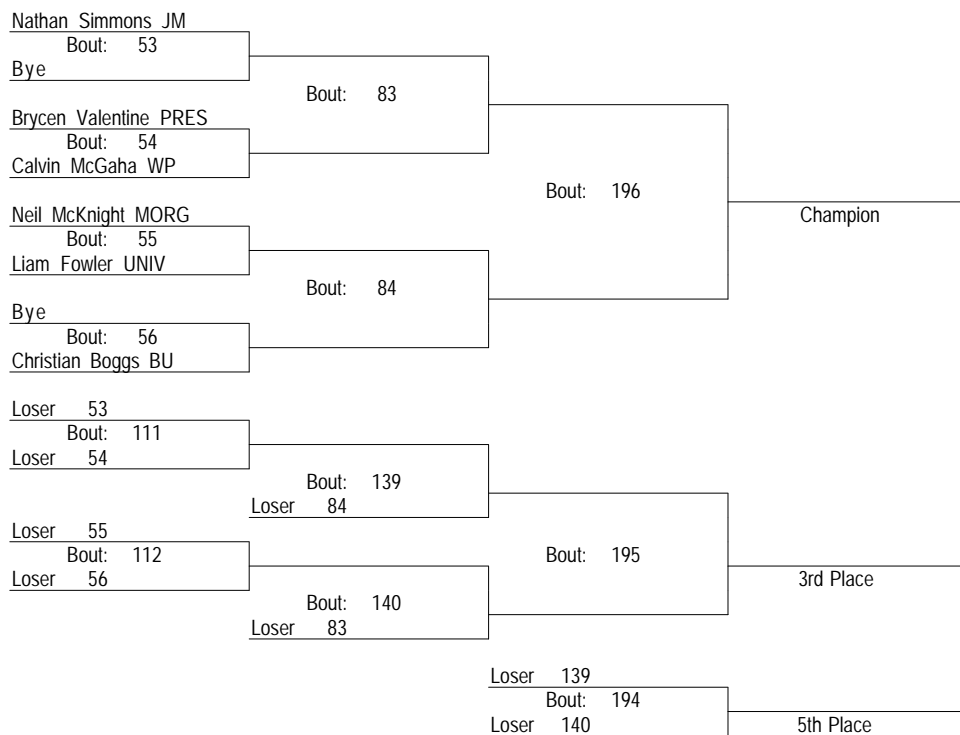 Nathan Simmons JM
Bout: 53
Bye
Bout: 83
Brycen Valentine PRES
Bout: 54
Calvin McGaha WP
Bout: 196
Neil McKnight MORG
Champion
Bout: 55
Liam Fowler UNIV
Bout: 84
Bye
Bout: 56
Christian Boggs BU
Loser 53
Bout: 111
Loser 54
Bout: 139
Loser 84
Loser 55
Bout: 112
Bout: 195
Loser 56
3rd Place
Bout: 140
Loser 83
Loser 139
Bout: 194
Loser 140
5th Place